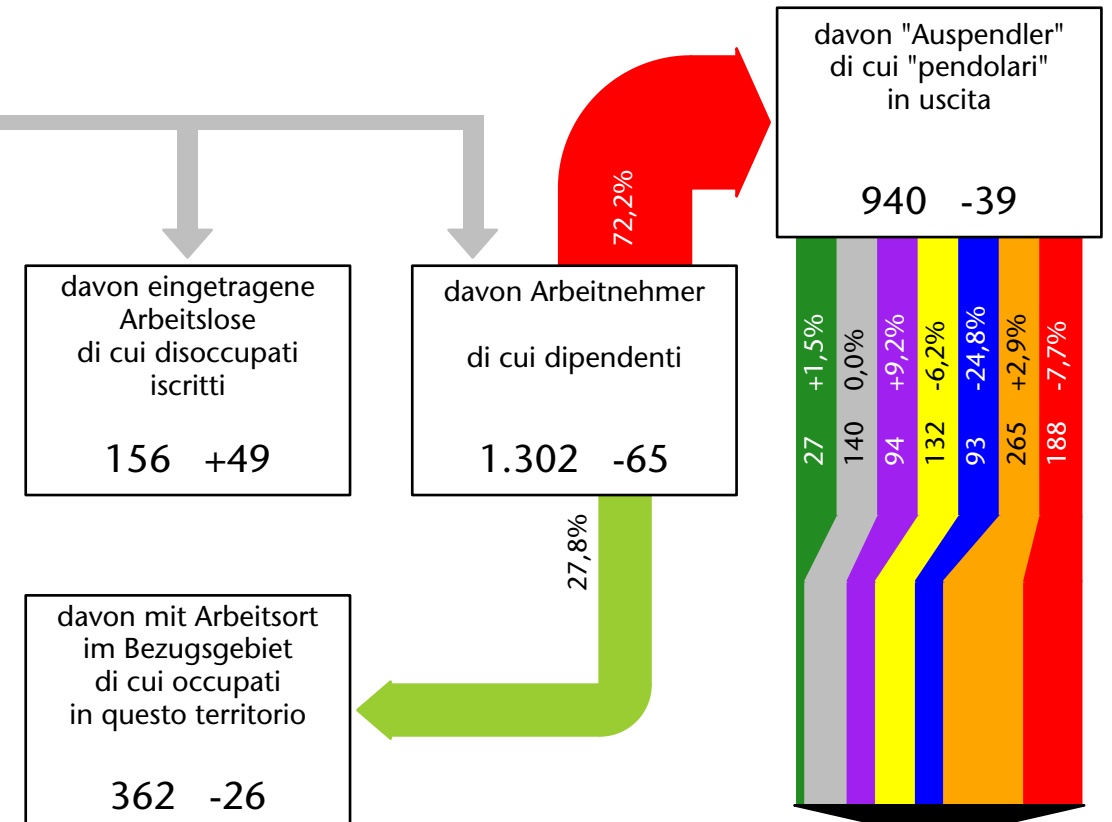 davon "Auspendler"
di cui "pendolari"
in uscita
940 -39
72,2%
davon eingetragene
Arbeitslose
di cui disoccupati
iscritti
156 +49
davon Arbeitnehmer
di cui dipendenti
1.302 -65
27 +1,5%
140 0,0%
94 +9,2%
132 -6,2%
93 -24,8%
265 +2,9%
188 -7,7%
27,8%
davon mit Arbeitsort
im Bezugsgebiet
di cui occupati
in questo territorio
362 -26